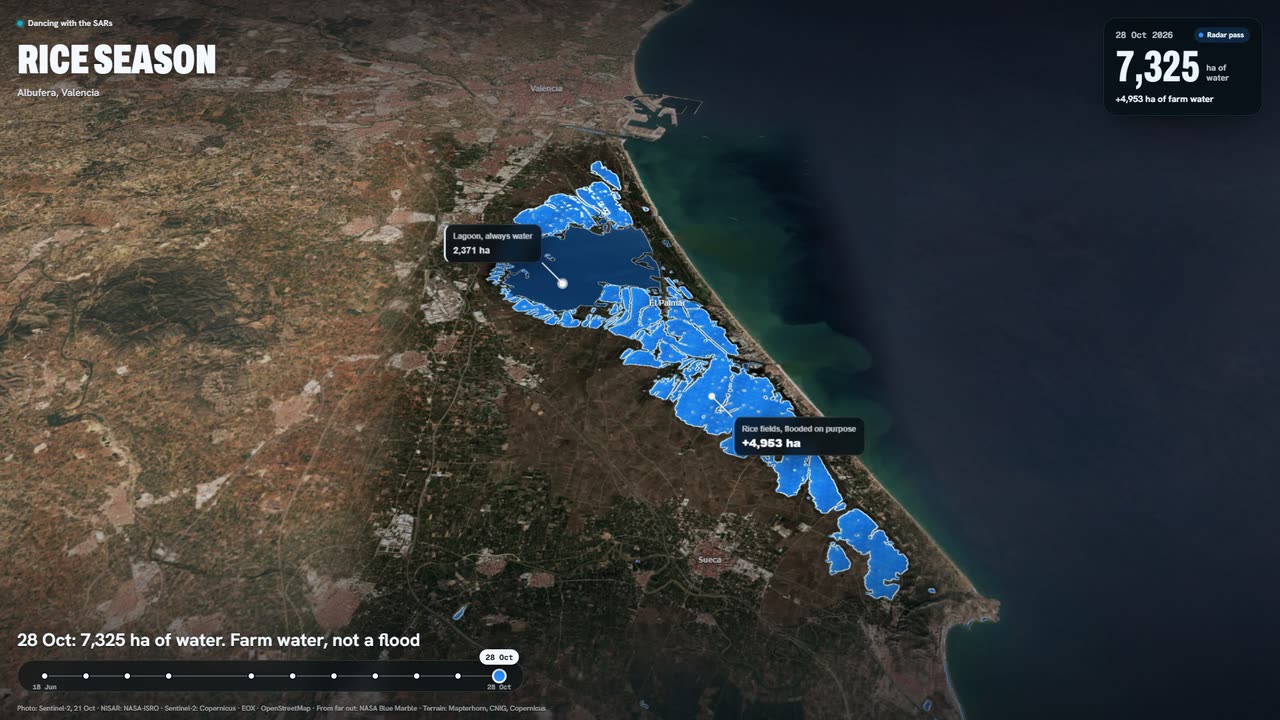 Dancing with the SARs
RICE SEASON
Albufera, Valencia
28 Oct 2026
Radar pass
7,325 ha of water
+4,953 ha of farm water
València
Lagoon, always water
2,371 ha
El Palmar
Rice fields, flooded on purpose
+4,953 ha
Sueca
28 Oct: 7,325 ha of water. Farm water, not a flood
28 Oct
18 Jun
28 Oct
Photo: Sentinel-2, 21 Oct · NISAR: NASA-ISRO · Sentinel-2: Copernicus · EOX · OpenStreetMap · From far out: NASA Blue Marble · Terrain: Mapterhorn, CNIG, Copernicus